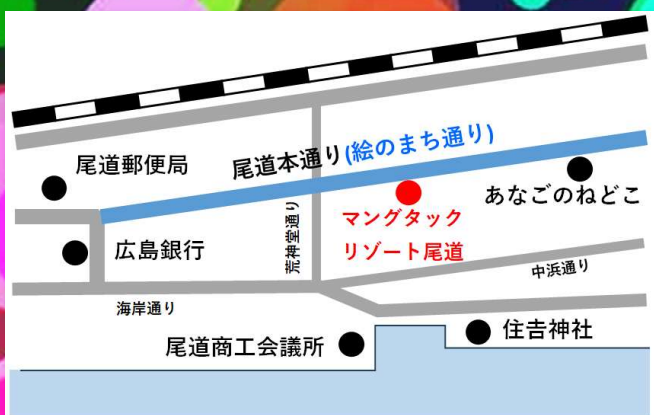 尾道郵便局
尾道本通り(絵のまち通り)
あなごのねどこ
マングタック
リゾート尾道
荒神堂通り
広島銀行
中浜通り
海岸通り
尾道商工会議所
住吉神社